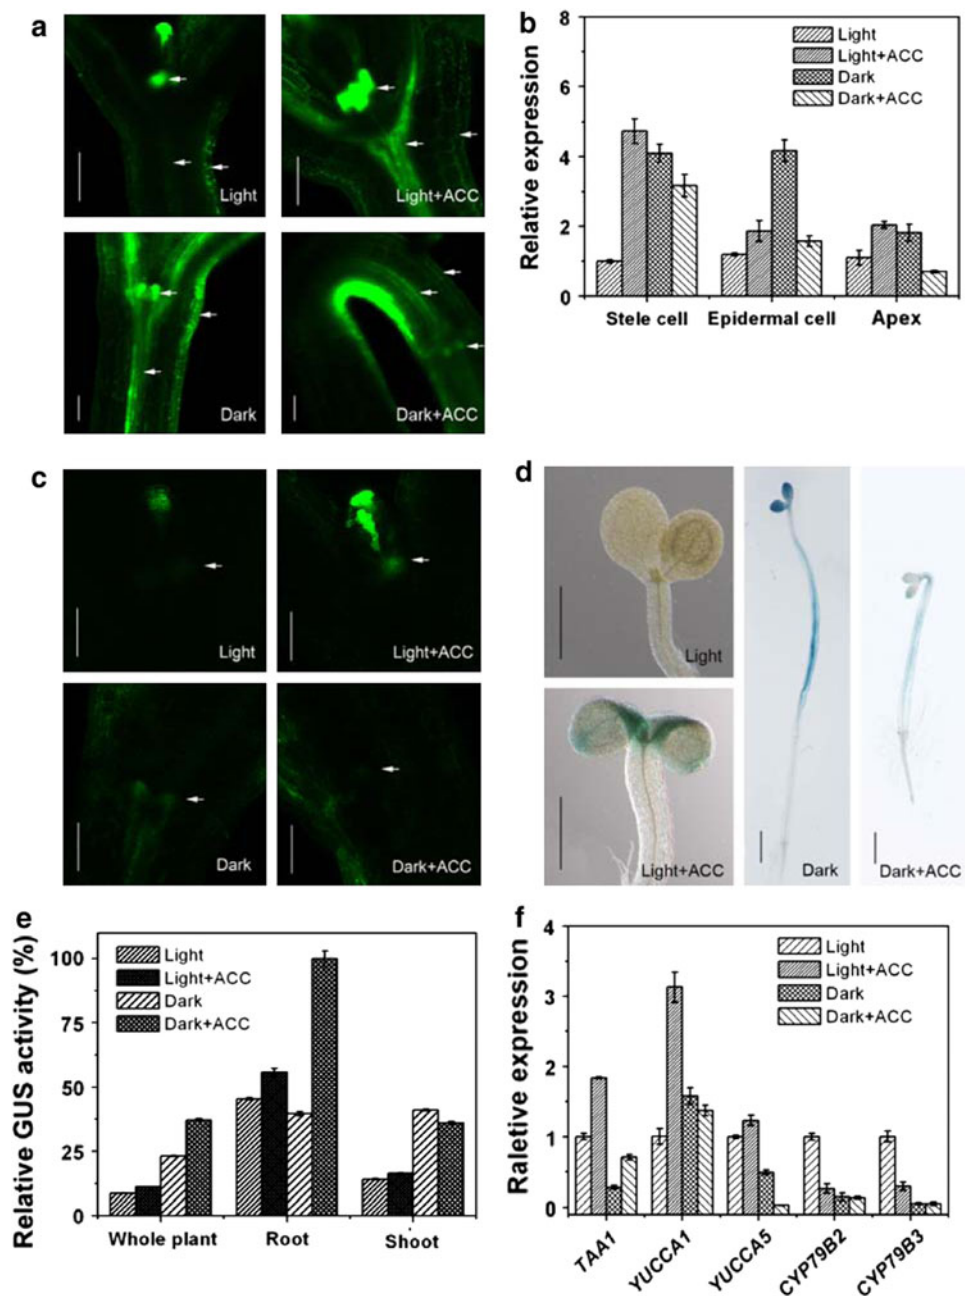 a
Light
Light+ACC
Dark
Dark+ACC
b
Relative expression
8
6
4
2
0
Light
Light+ACC
Dark
Dark+ACC
Stele cell
Epidermal cell
Apex
c
Light
Light+ACC
Dark
Dark+ACC
d
Light
Light+ACC
Dark
Dark+ACC
e
Relative GUS activity (%)
100
75
50
25
0
Light
Light+ACC
Dark
Dark+ACC
Whole plant
Root
Shoot
f
Raletive expression
4
3
2
1
0
Light
Light+ACC
Dark
Dark+ACC
TAA1
YUCCA1
YUCCA5
CYP79B2
CYP79B3